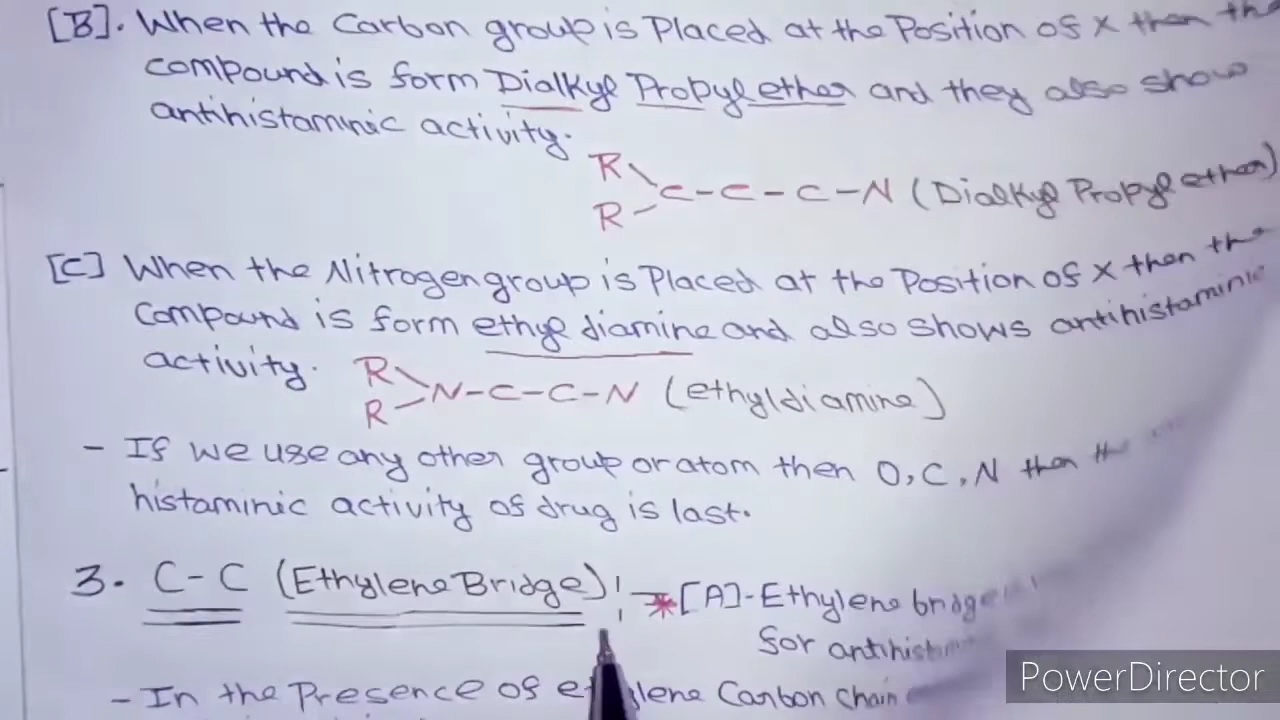 [B]. When the Carbon group is Placed at the Position of X then the
compound is form Dialkyl Propyl ether and they also show
antihistaminic activity.
R
R C-C-C-N (Dialkyl Propyl ether)
[C] When the Nitrogen group is Placed at the Position of X then the
Compound is form ethyl diamine and also shows antihistaminic
activity.
R
R N-C-C-N (ethyldiamine)
- If we use any other group or atom then O, C, N then the
histaminic activity of drug is last.
3. C-C (Ethylene Bridge) : → * [A]-Ethylene bridge
for
- In the Presence of Carbon Chain
PowerDirector